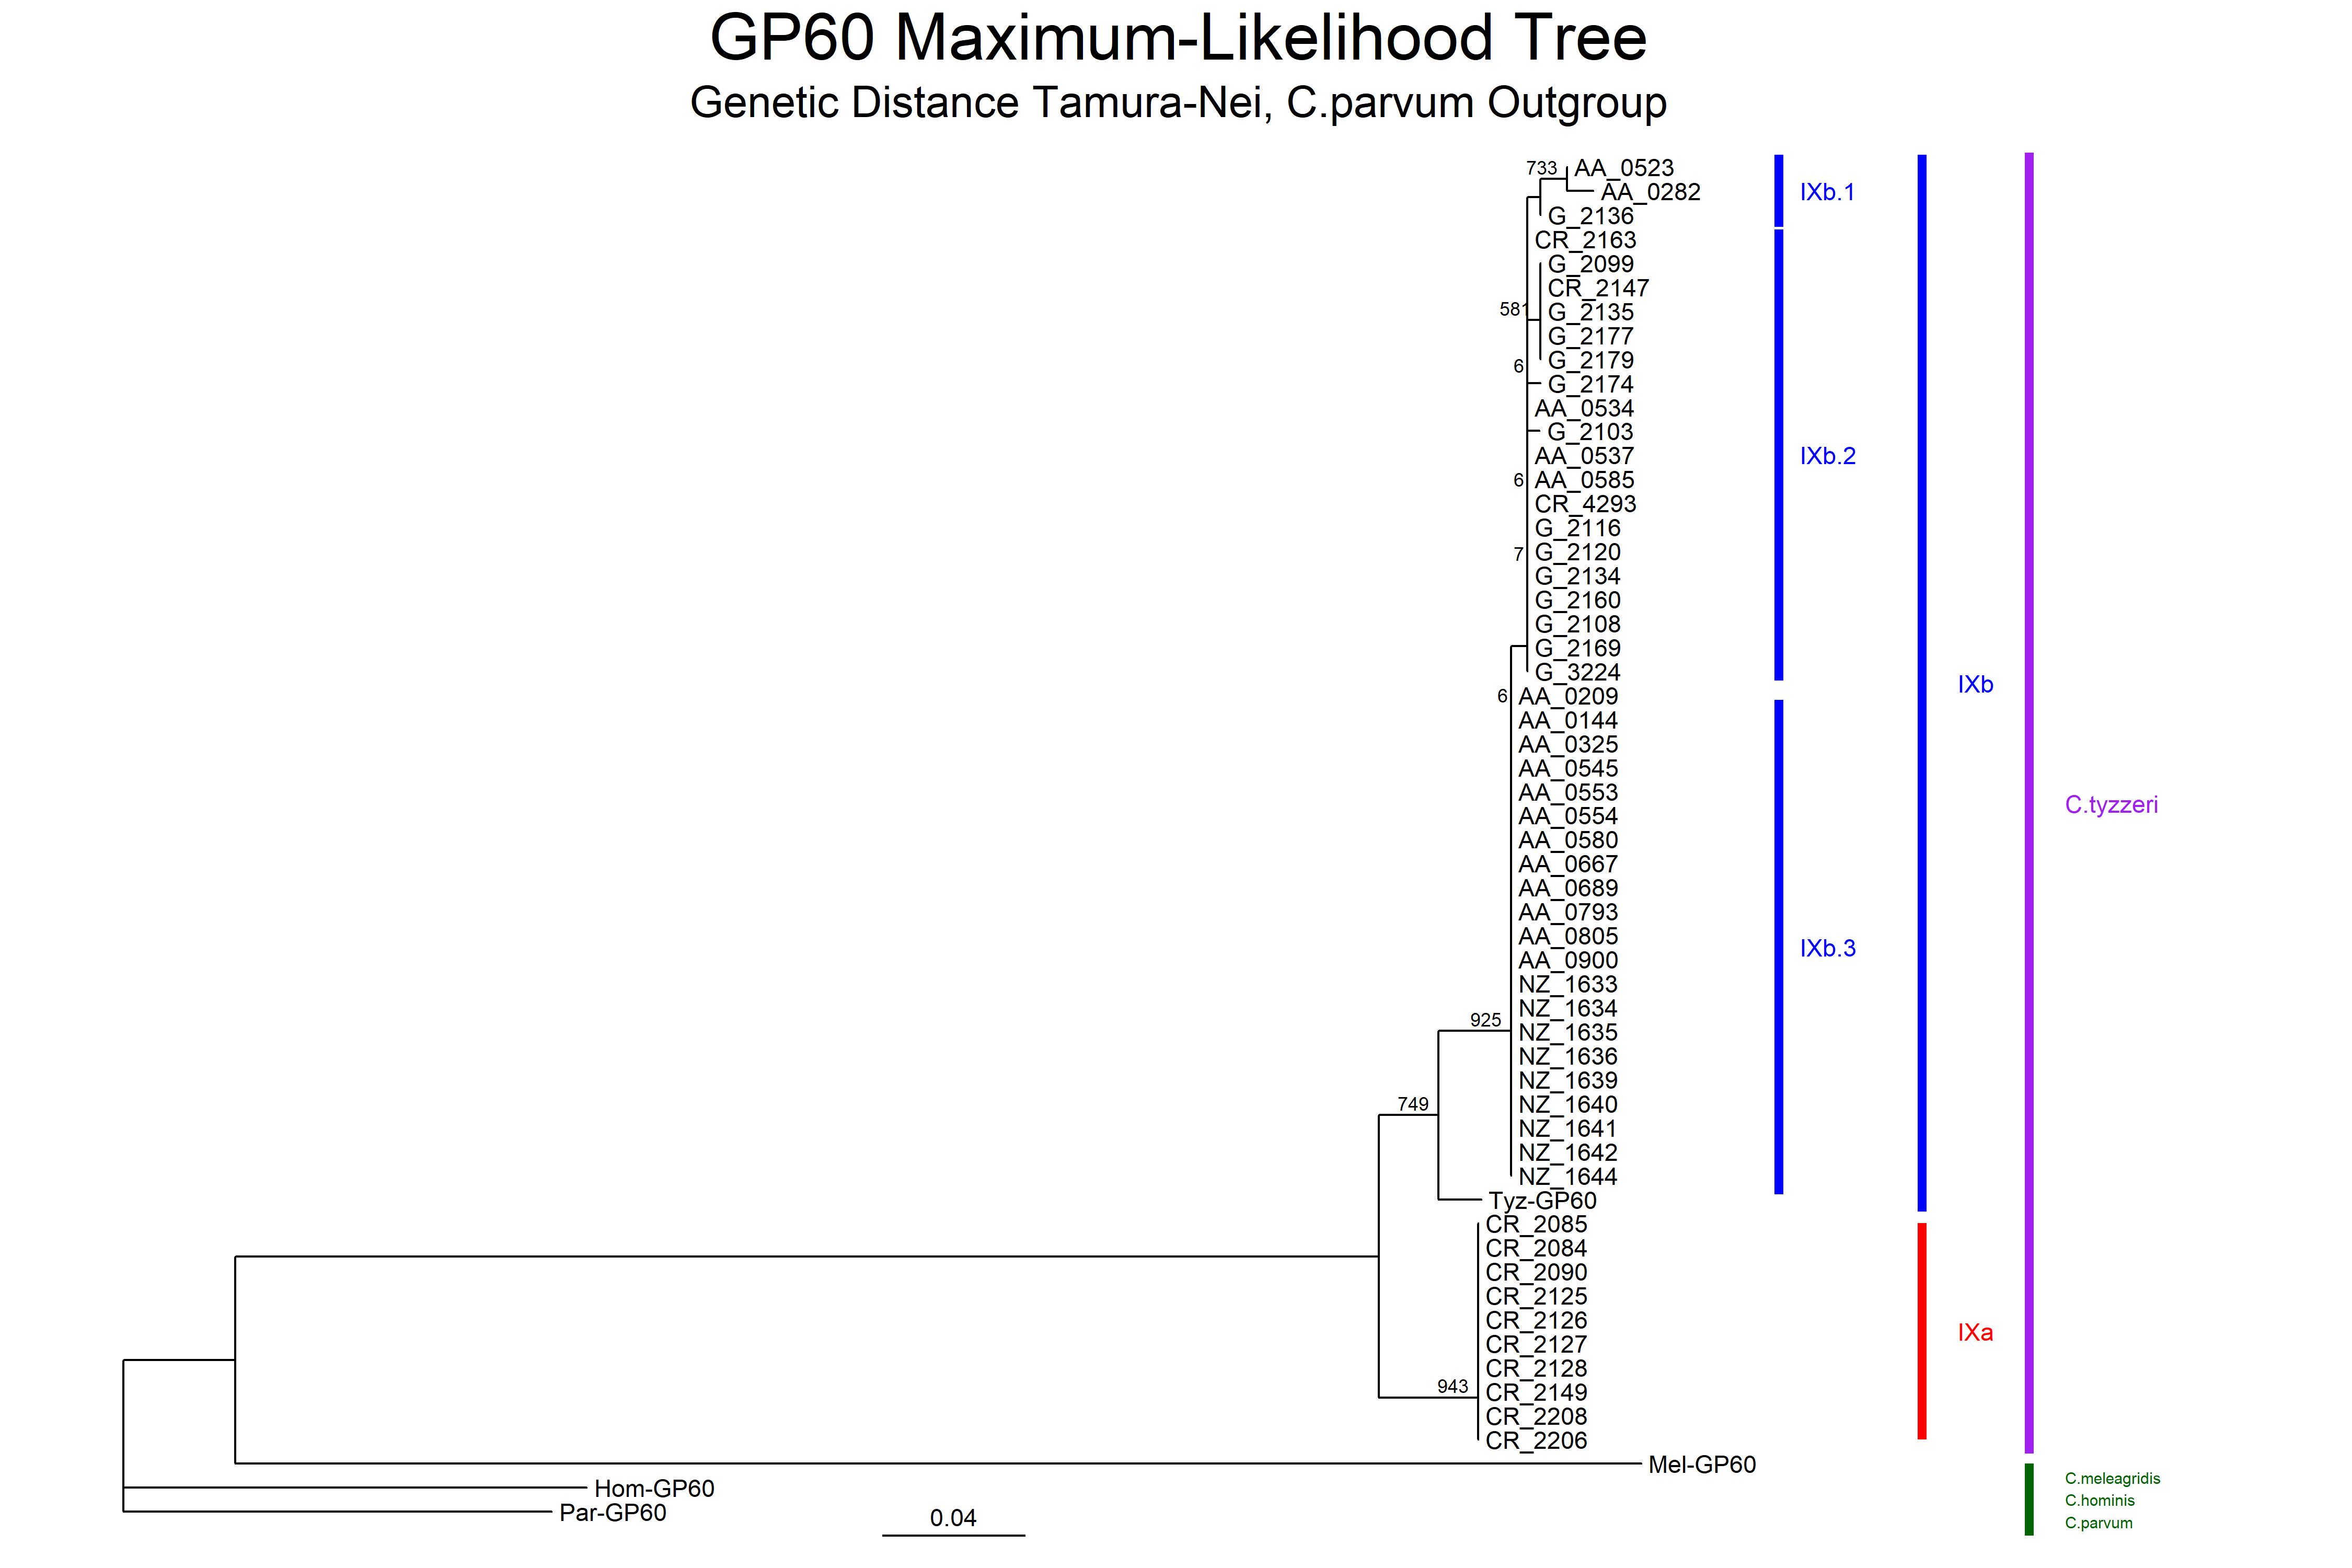 GP60 Maximum-Likelihood Tree
Genetic Distance Tamura-Nei, C.parvum Outgroup
733 AA_0523
AA_0282 IXb.1
G_2136
CR_2163
G_2099
CR_2147
581 G_2135
G_2177
G_2179
6
G_2174
AA_0534
G_2103
AA_0537 IXb.2
6 AA_0585
CR_4293
G_2116
7 G_2120
G_2134
G_2160
G_2108
G_2169
G_3224
IXb
6 AA_0209
AA_0144
AA_0325
AA_0545
AA_0553
C.tyzzeri
AA_0554
AA_0580
AA_0667
AA_0689
AA_0793
AA_0805
IXb.3
AA_0900
NZ_1633
NZ_1634
925 NZ_1635
NZ_1636
NZ_1639
749 NZ_1640
NZ_1641
NZ_1642
NZ_1644
Tyz-GP60
CR_2085
CR_2084
CR_2090
CR_2125
CR_2126
IXa
CR_2127
CR_2128
943 CR_2149
CR_2208
CR_2206
Mel-GP60
C.meleagridis
Hom-GP60
C.hominis
Par-GP60
0.04
C.parvum